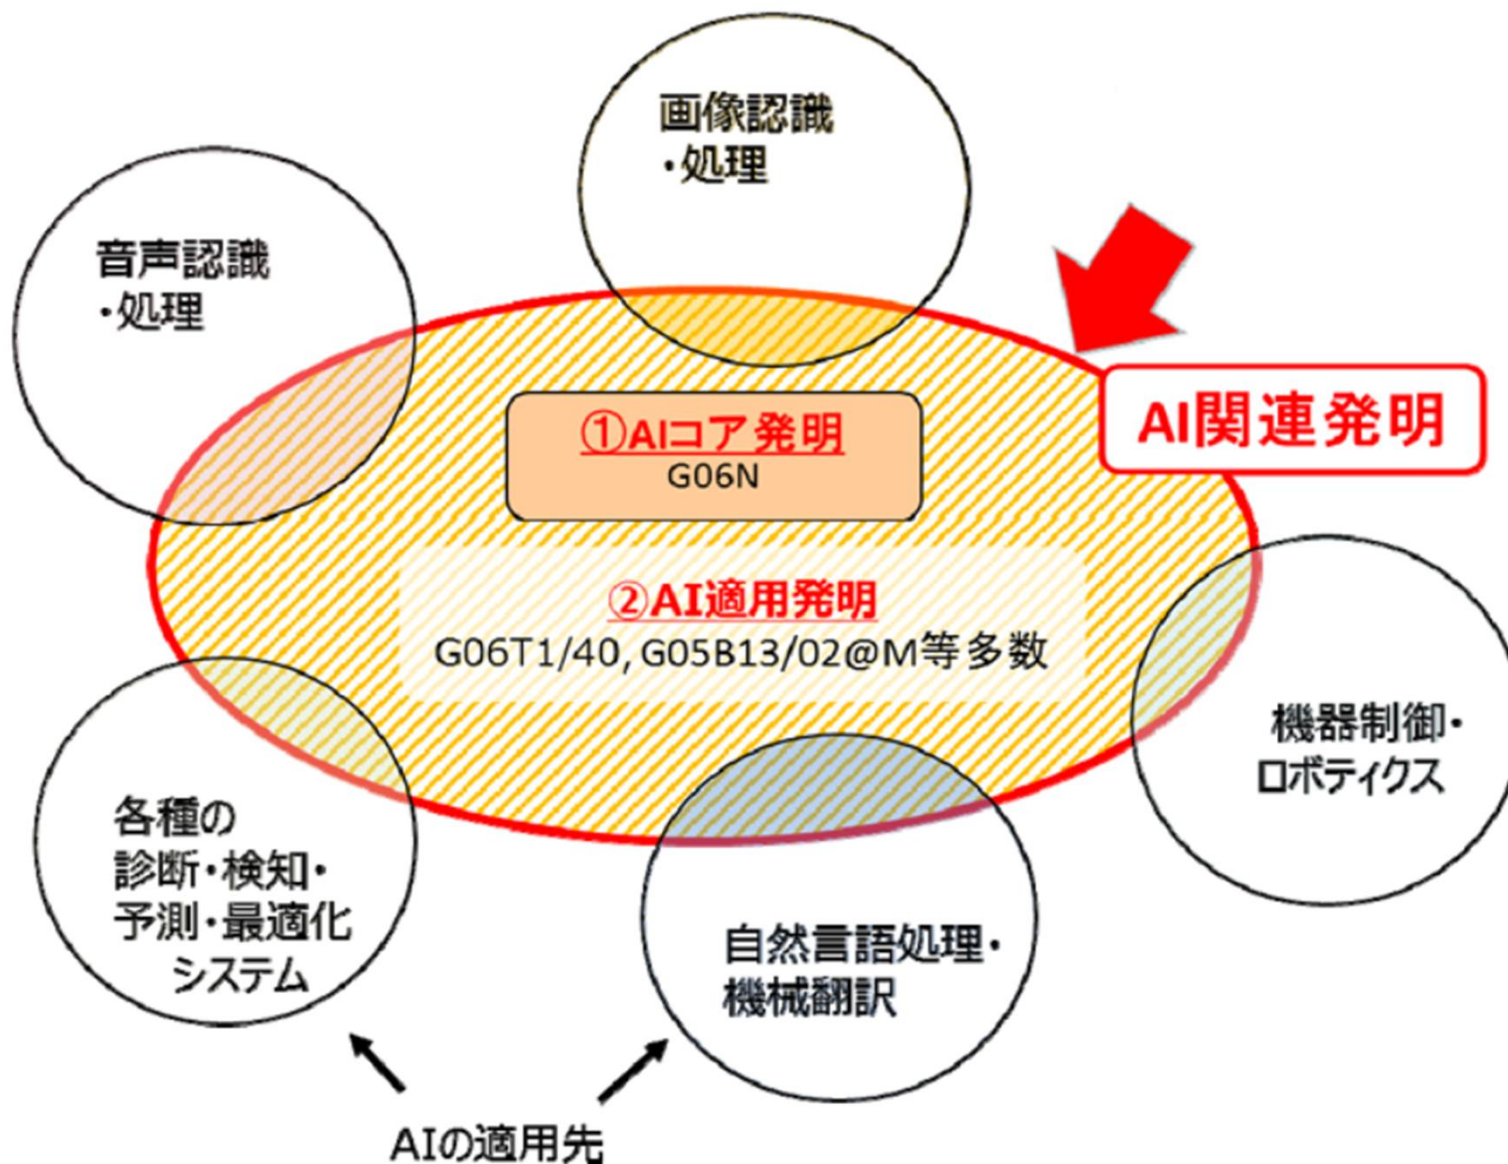 画像認識
・処理
音声認識
・処理
①AIコア発明
G06N
AI関連発明
②AI適用発明
G06T1/40, G05B13/02@M等多数
機器制御・
ロボティクス
各種の
診断・検知・
予測・最適化
システム
自然言語処理・
機械翻訳
AIの適用先